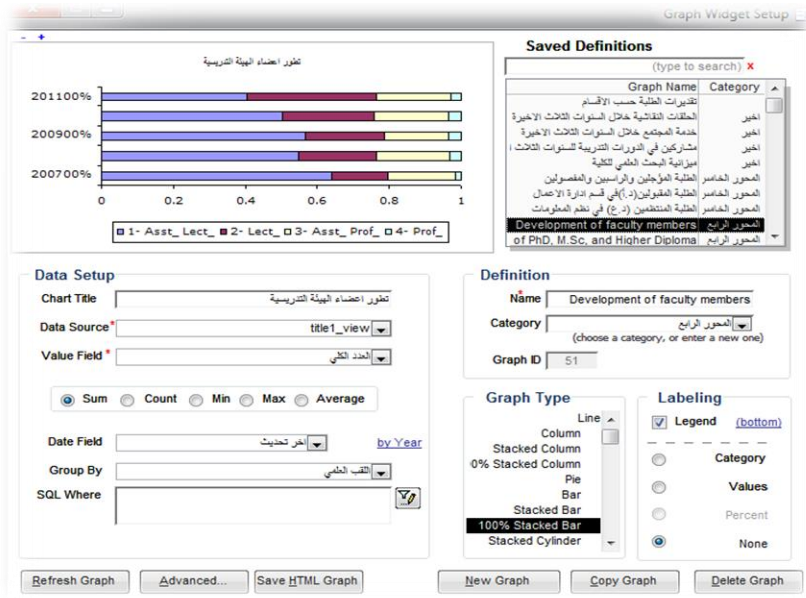 Graph Widget Setup
- +
تطور اعضاء الهيئة التدريسية
201100%
200900%
200700%
0 0.2 0.4 0.6 0.8 1
1- Asst_ Lect_ 2- Lect_ 3- Asst_ Prof_ 4- Prof_
Saved Definitions
(type to search) x
Graph Name Category
تقديرات الطلبة حسب الاقسام
الحلقات النقاشية خلال السنوات الثلاث الاخيرة اخير
خدمة المجتمع خلال السنوات الثلاث الاخيرة اخير
مشاركين في الدورات التدريبة للسنوات الثلاث ا اخير
ميزانية البحث العلمي للكلية اخير
الطلبة المؤجلين والراسبين والمفصولين المحور الخامس
الطلبة المقبولين(د.أ)في قسم ادارة الاعمال المحور الخامس
الطلبة المنتظمين (د.ع) في نظم المعلومات المحور الخامس
Development of faculty members المحور الرابع
of PhD, M.Sc, and Higher Diploma المحور الرابع
Data Setup
Chart Title تطور اعضاء الهيئة التدريسية
Data Source* title1_view
Value Field * العدد الكلي
Sum Count Min Max Average
Date Field اخر تحديث by Year
Group By اللقب العلمي
SQL Where
Definition
Name* Development of faculty members
Category المحور الرابع
(choose a category, or enter a new one)
Graph ID 51
Graph Type
Line
Column
Stacked Column
0% Stacked Column
Pie
Bar
Stacked Bar
100% Stacked Bar
Stacked Cylinder
Labeling
Legend (bottom)
Category
Values
Percent
None
Refresh Graph Advanced... Save HTML Graph New Graph Copy Graph Delete Graph